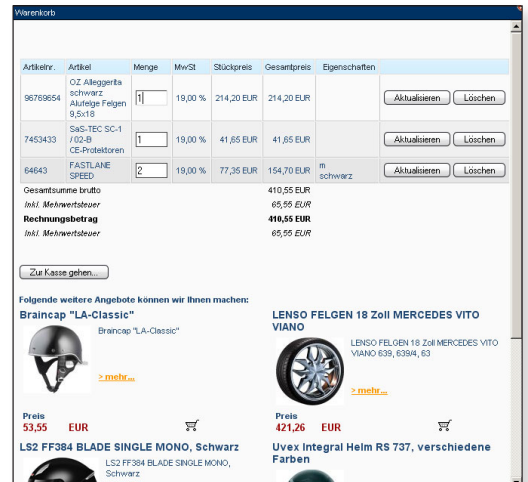 Warenkorb
Artikelnr. Artikel Menge MwSt Stückpreis Gesamtpreis Eigenschaften
OZ Alleggerita
schwarz
Alufelge Felgen
9,5x18
96769654 1 19,00 % 214,20 EUR 214,20 EUR Aktualisieren Löschen
SaS-TEC SC-1
/ 02-B
CE-Protektoren
7453433 1 19,00 % 41,65 EUR 41,65 EUR Aktualisieren Löschen
FASTLANE
SPEED
64643 2 19,00 % 77,35 EUR 154,70 EUR m
schwarz Aktualisieren Löschen
Gesamtsumme brutto 410,55 EUR
Inkl. Mehrwertsteuer 65,55 EUR
Rechnungsbetrag 410,55 EUR
Inkl. Mehrwertsteuer 65,55 EUR
Zur Kasse gehen...
Folgende weitere Angebote können wir Ihnen machen:
Braincap "LA-Classic"
Braincap "LA-Classic"
> mehr...
Preis
53,55 EUR
LENSO FELGEN 18 Zoll MERCEDES VITO
VIANO
LENSO FELGEN 18 Zoll MERCEDES VITO
VIANO 639, 639/4, 63
> mehr...
Preis
421,26 EUR
LS2 FF384 BLADE SINGLE MONO, Schwarz
LS2 FF384 BLADE SINGLE MONO,
Schwarz
Uvex Integral Helm RS 737, verschiedene
Farben